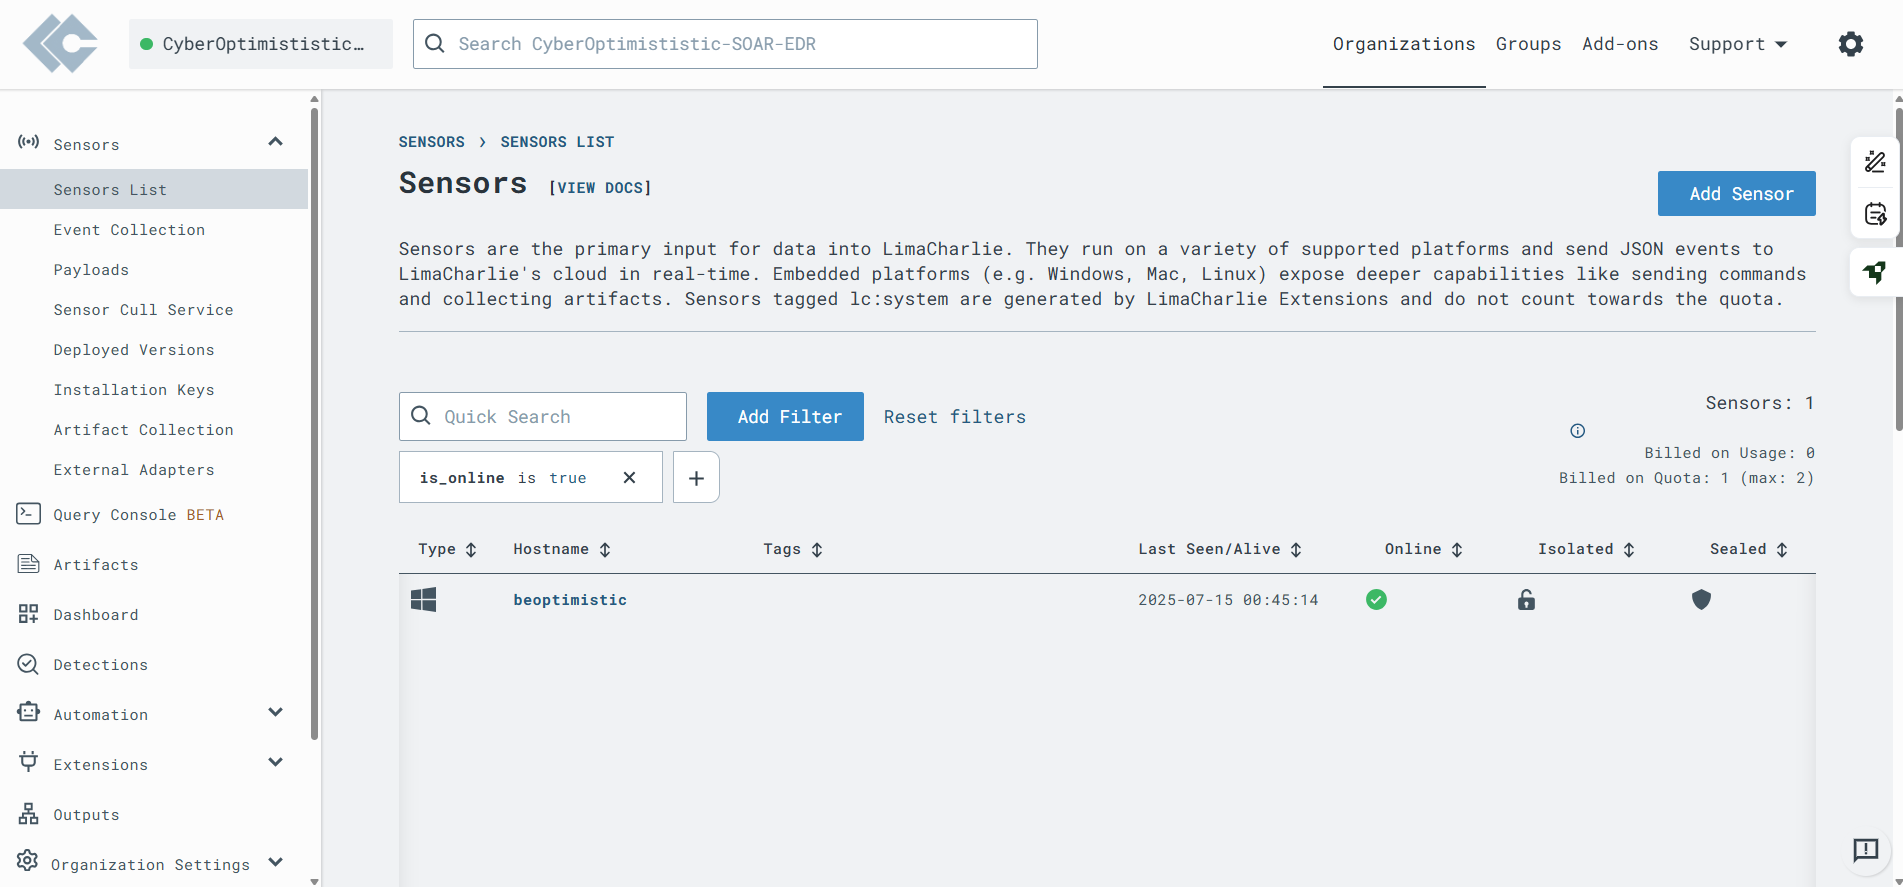 CyberOptimististic…
Search CyberOptimististic-SOAR-EDR
Organizations
Groups
Add-ons
Support
Sensors
Sensors List
Event Collection
Payloads
Sensor Cull Service
Deployed Versions
Installation Keys
Artifact Collection
External Adapters
Query Console BETA
Artifacts
Dashboard
Detections
Automation
Extensions
Outputs
Organization Settings
SENSORS > SENSORS LIST
Sensors [VIEW DOCS]
Add Sensor
Sensors are the primary input for data into LimaCharlie. They run on a variety of supported platforms and send JSON events to
LimaCharlie's cloud in real-time. Embedded platforms (e.g. Windows, Mac, Linux) expose deeper capabilities like sending commands
and collecting artifacts. Sensors tagged lc:system are generated by LimaCharlie Extensions and do not count towards the quota.
Quick Search
Add Filter
Reset filters
Sensors: 1
Billed on Usage: 0
Billed on Quota: 1 (max: 2)
is_online is true
Type
Hostname
Tags
Last Seen/Alive
Online
Isolated
Sealed
beoptimistic
2025-07-15 00:45:14